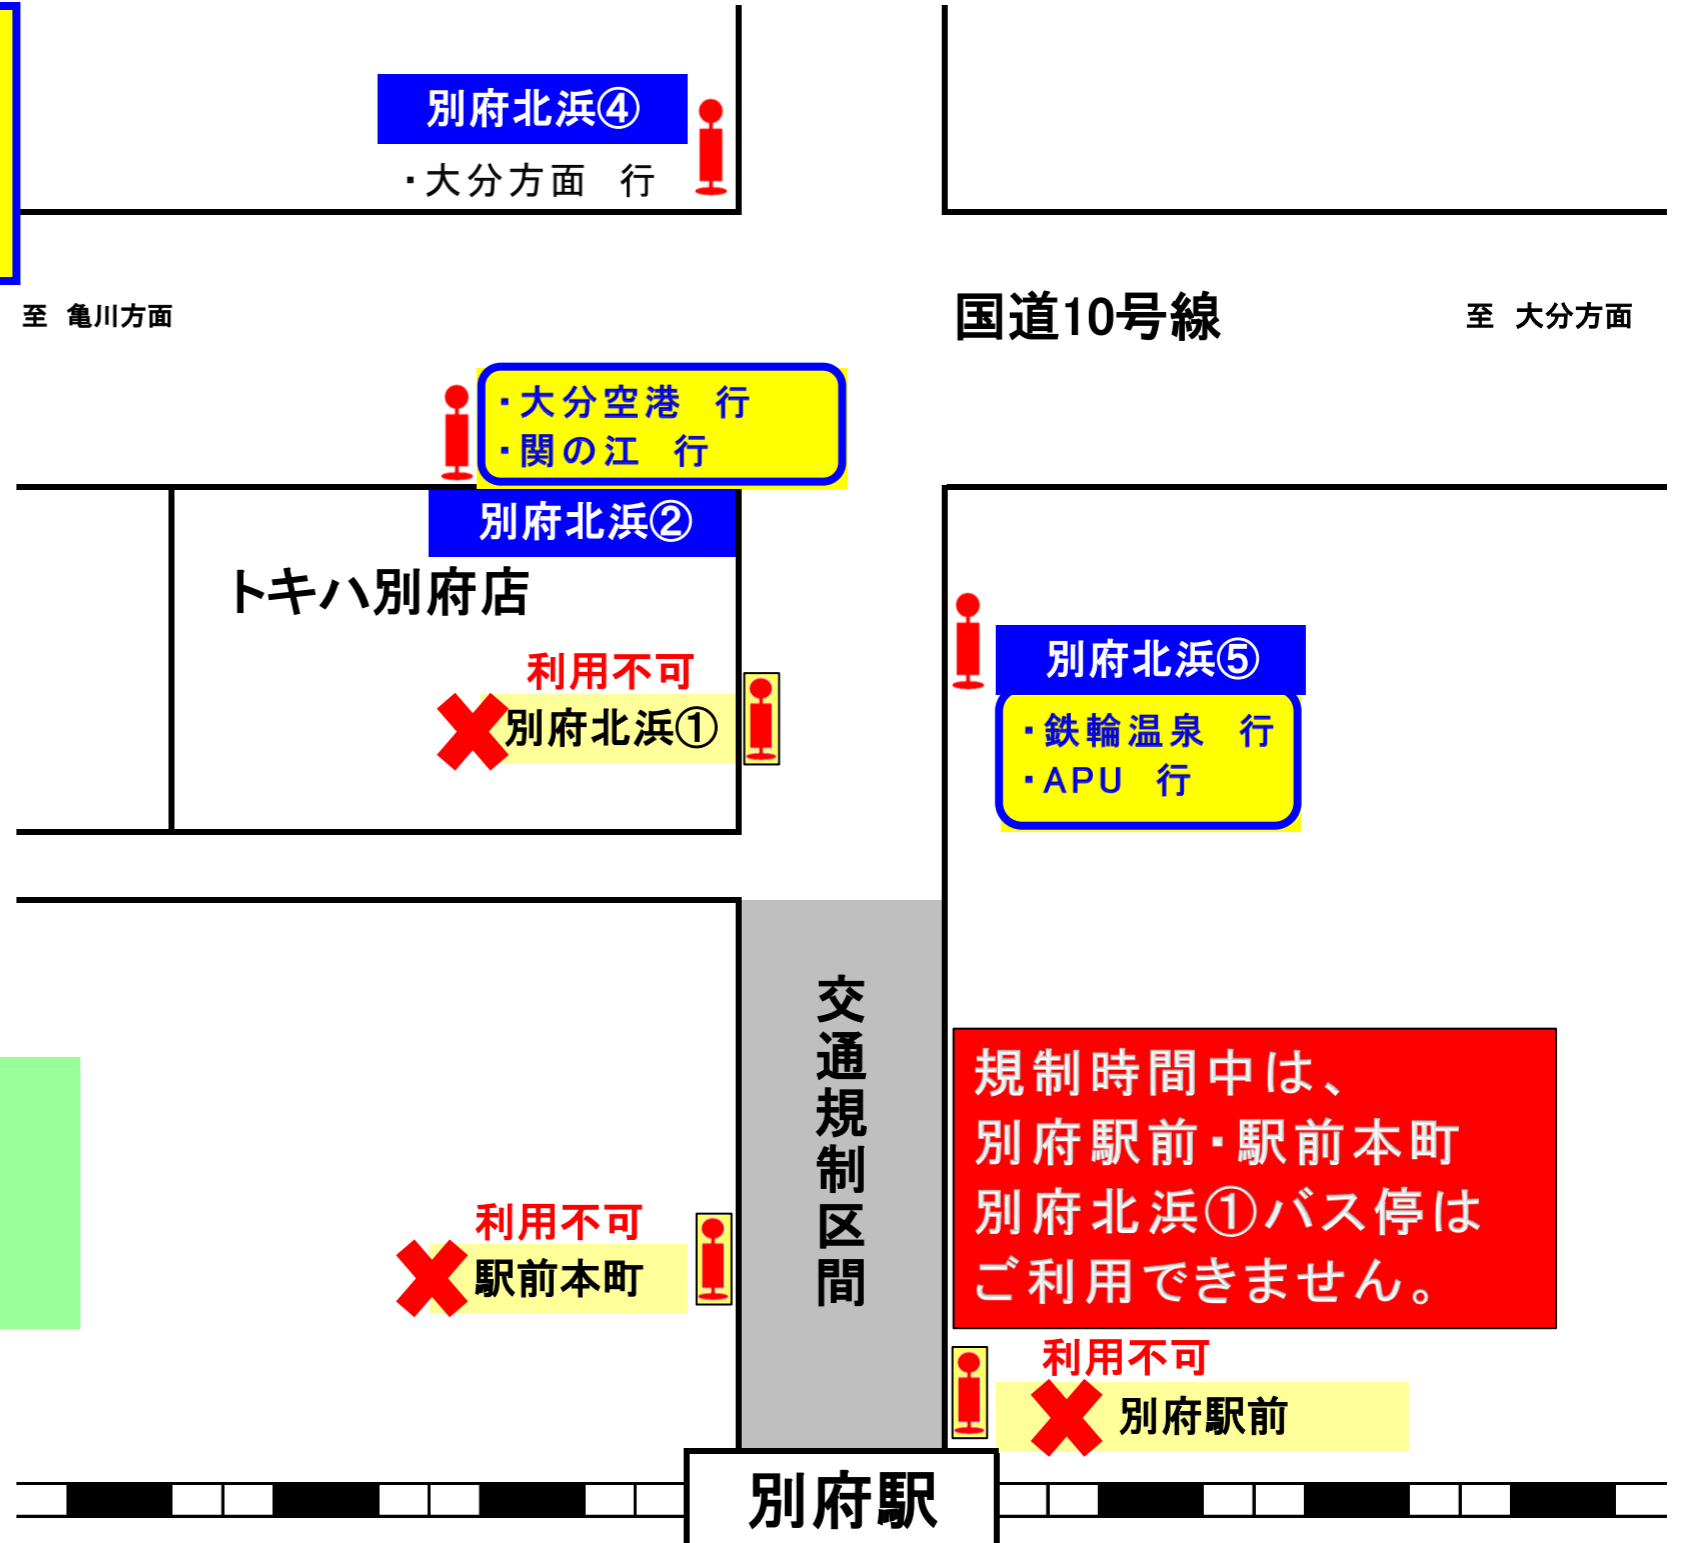 別府北浜④
・大分方面　行
至　亀川方面
国道10号線
至　大分方面
・大分空港　行
・関の江　行
別府北浜②
トキハ別府店
利用不可
別府北浜①
別府北浜⑤
・鉄輪温泉　行
・APU　行
交通規制区間
規制時間中は、
別府駅前・駅前本町
別府北浜①バス停は
ご利用できません。
利用不可
駅前本町
利用不可
別府駅前
別府駅